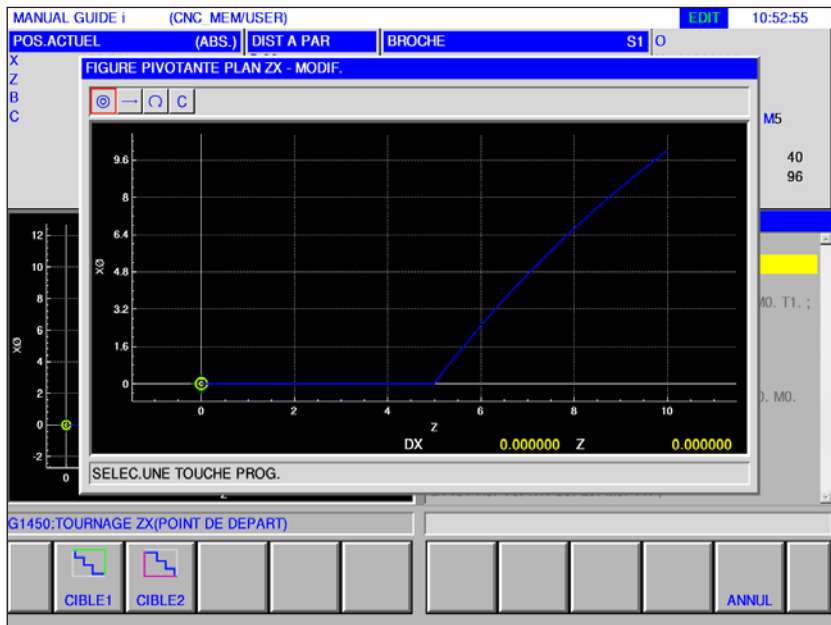 MANUAL GUIDE i (CNC_MEM/USER) EDIT 10:52:55
POS.ACTUEL (ABS.) DIST A PAR BROCHE S1 O
X
Z
B
C
M5
40
96
FIGURE PIVOTANTE PLAN ZX - MODIF.
C
9.6
8
6.4
4.8
3.2
1.6
0
XØ
0 2 4 6 8 10
Z
DX 0.000000 Z 0.000000
SELEC.UNE TOUCHE PROG.
12
10
8
6
4
2
0
-2
XØ
0
M0. T1. ;
M0.
G1450:TOURNAGE ZX(POINT DE DEPART)
CIBLE1 CIBLE2 ANNUL